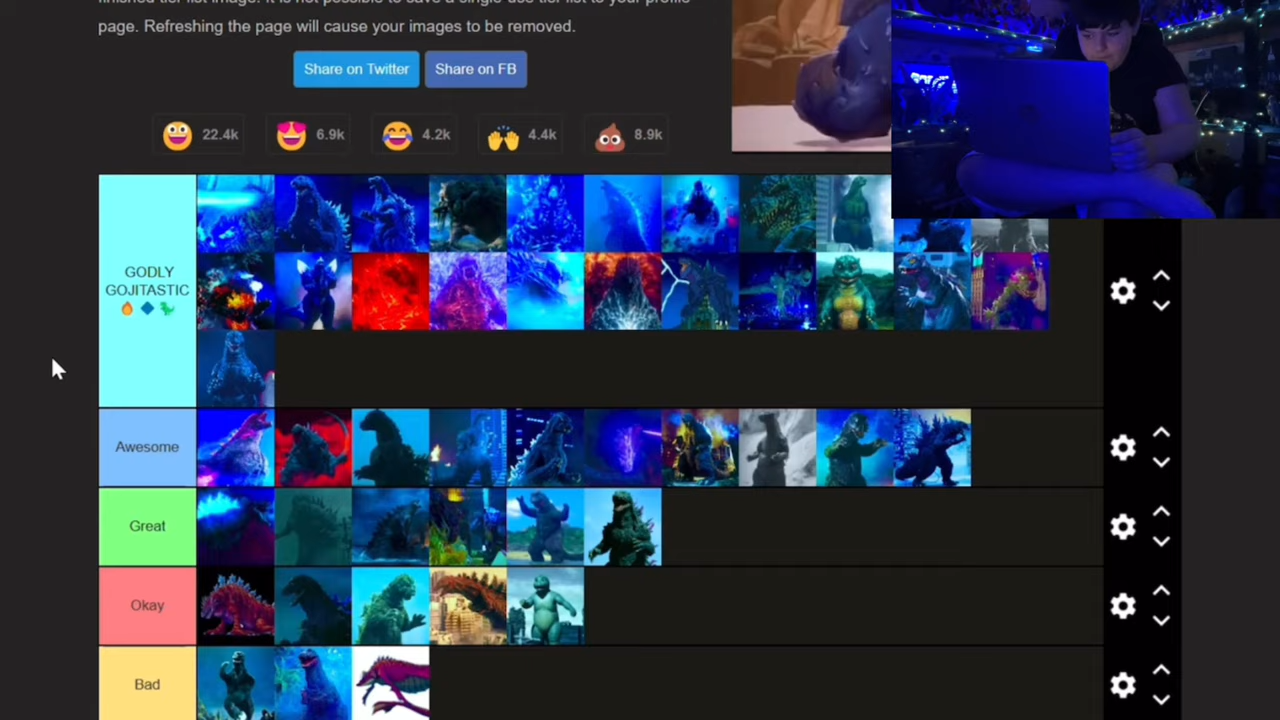 page. Refreshing the page will cause your images to be removed.
Share on Twitter
Share on FB
22.4k
6.9k
4.2k
4.4k
8.9k
GODLY
GOJITASTIC
🔥 🔷 🦖
Awesome
Great
Okay
Bad